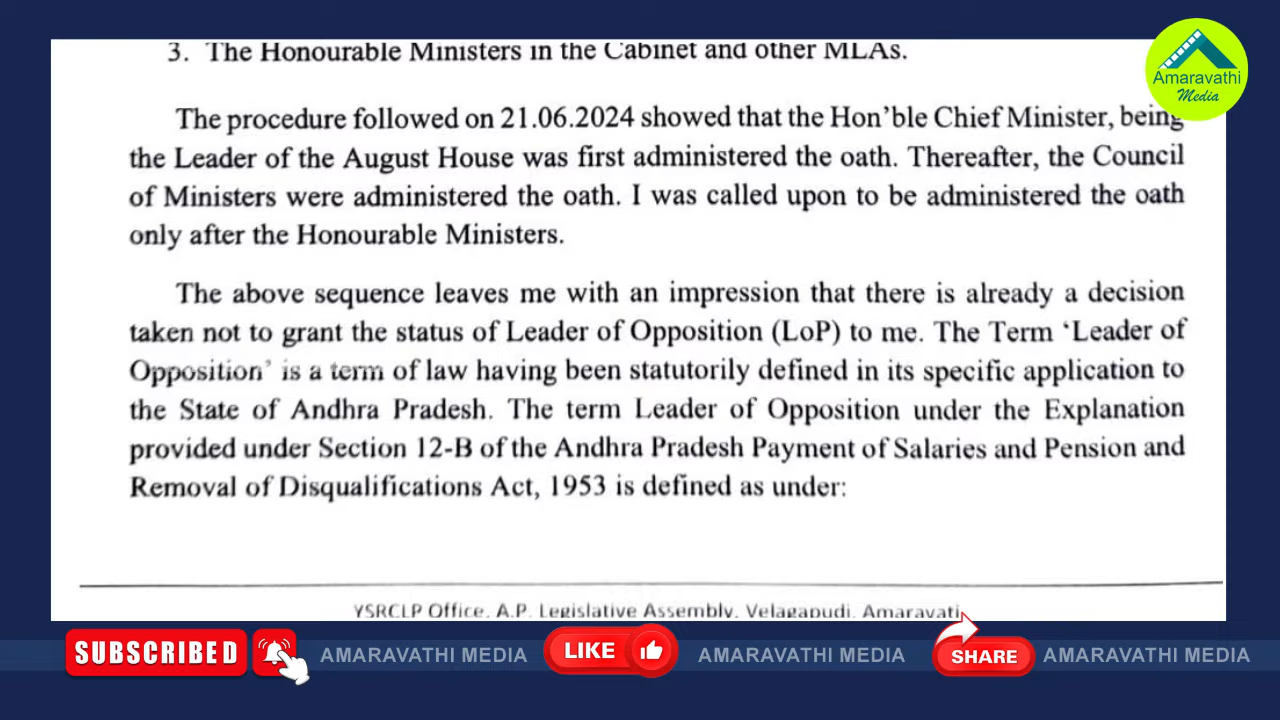 3. The Honourable Ministers in the Cabinet and other MLAs.
The procedure followed on 21.06.2024 showed that the Hon'ble Chief Minister, being
the Leader of the August House was first administered the oath. Thereafter, the Council
of Ministers were administered the oath. I was called upon to be administered the oath
only after the Honourable Ministers.
The above sequence leaves me with an impression that there is already a decision
taken not to grant the status of Leader of Opposition (LoP) to me. The Term ‘Leader of
Opposition’ is a term of law having been statutorily defined in its specific application to
the State of Andhra Pradesh. The term Leader of Opposition under the Explanation
provided under Section 12-B of the Andhra Pradesh Payment of Salaries and Pension and
Removal of Disqualifications Act, 1953 is defined as under:
YSRCLP Office, A.P. Legislative Assembly, Velagapudi, Amaravati
Amaravathi
Media
SUBSCRIBED AMARAVATHI MEDIA LIKE AMARAVATHI MEDIA SHARE AMARAVATHI MEDIA